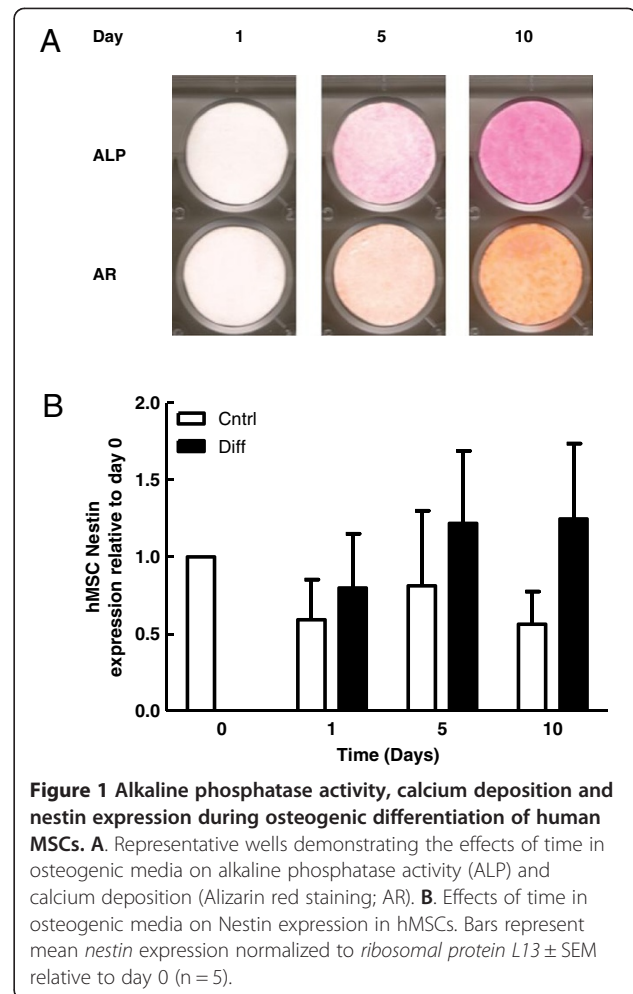 A
Day 1 5 10
ALP
AR
B
hMSC Nestin
expression relative to day 0
2.0
1.5
1.0
0.5
0.0
Cntrl
Diff
0 1 5 10
Time (Days)
Figure 1 Alkaline phosphatase activity, calcium deposition and
nestin expression during osteogenic differentiation of human
MSCs. A. Representative wells demonstrating the effects of time in
osteogenic media on alkaline phosphatase activity (ALP) and
calcium deposition (Alizarin red staining; AR). B. Effects of time in
osteogenic media on Nestin expression in hMSCs. Bars represent
mean nestin expression normalized to ribosomal protein L13 ± SEM
relative to day 0 (n = 5).